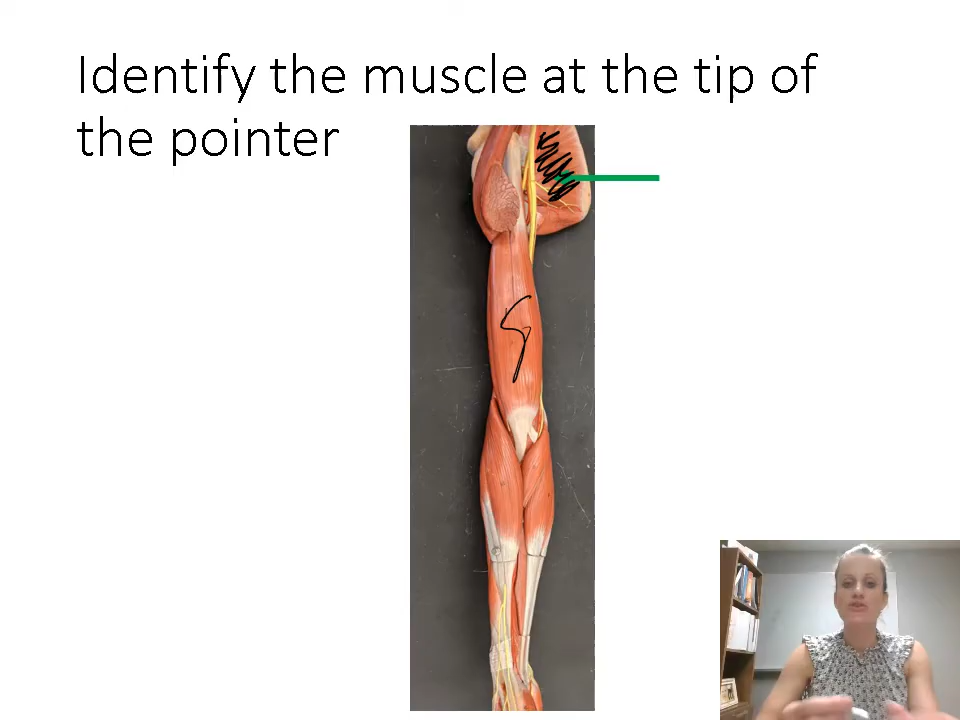 Identify the muscle at the tip of
the pointer